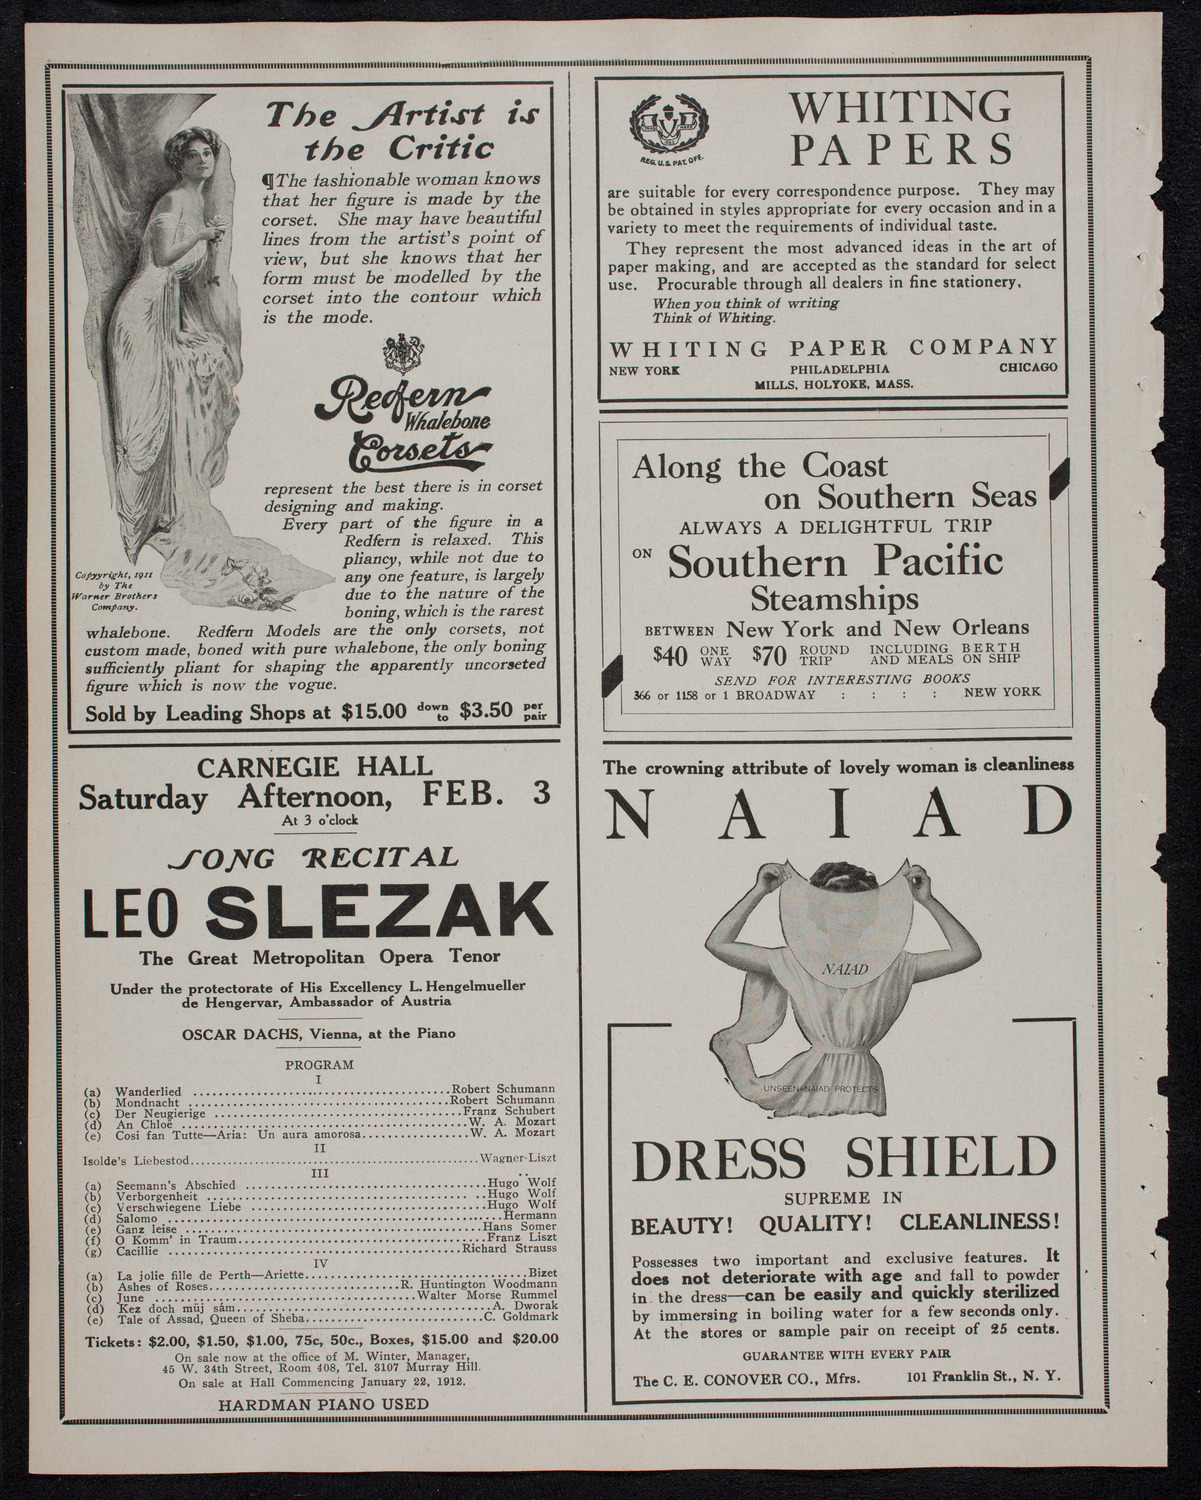 The Artist is
the Critic
¶The fashionable woman knows
that her figure is made by the
corset. She may have beautiful
lines from the artist's point of
view, but she knows that her
form must be modelled by the
corset into the contour which
is the mode.
Redfern
Whalebone
Corsets
represent the best there is in corset
designing and making.
Every part of the figure in a
Redfern is relaxed. This
pliancy, while not due to
any one feature, is largely
due to the nature of the
boning, which is the rarest
Copyright, 1911
by The
Warner Brothers
Company.
whalebone. Redfern Models are the only corsets, not
custom made, boned with pure whalebone, the only boning
sufficiently pliant for shaping the apparently uncorseted
figure which is now the vogue.
Sold by Leading Shops at $15.00 down to $3.50 per pair
CARNEGIE HALL
Saturday Afternoon, FEB. 3
At 3 o'clock
SONG RECITAL
LEO SLEZAK
The Great Metropolitan Opera Tenor
Under the protectorate of His Excellency L. Hengelmueller
de Hengervar, Ambassador of Austria
OSCAR DACHS, Vienna, at the Piano
PROGRAM
I
(a) Wanderlied ........ Robert Schumann
(b) Mondnacht ........ Robert Schumann
(c) Der Neugierige ........ Franz Schubert
(d) An Chloe ........ W. A. Mozart
(e) Cosi fan Tutte—Aria: Un aura amorosa ........ W. A. Mozart
II
Isolde's Liebestod ........ Wagner-Liszt
III
(a) Seemann's Abschied ........ Hugo Wolf
(b) Verborgenheit ........ Hugo Wolf
(c) Verschwiegene Liebe ........ Hugo Wolf
(d) Salomo ........ Hermann
(e) Ganz leise ........ Hans Somer
(f) O Komm' in Traum ........ Franz Liszt
(g) Cacillie ........ Richard Strauss
IV
(a) La jolie fille de Perth—Ariette ........ Bizet
(b) Ashes of Roses ........ R. Huntington Woodmann
(c) June ........ Walter Morse Rummel
(d) Kez doch müj sám ........ A. Dworak
(e) Tale of Assad, Queen of Sheba ........ C. Goldmark
Tickets: $2.00, $1.50, $1.00, 75c, 50c., Boxes, $15.00 and $20.00
On sale now at the office of M. Winter, Manager,
45 W. 34th Street, Room 408, Tel. 3107 Murray Hill.
On sale at Hall Commencing January 22, 1912.
HARDMAN PIANO USED
REG. U.S. PAT. OFF.
WHITING
PAPERS
are suitable for every correspondence purpose. They may
be obtained in styles appropriate for every occasion and in a
variety to meet the requirements of individual taste.
They represent the most advanced ideas in the art of
paper making, and are accepted as the standard for select
use. Procurable through all dealers in fine stationery.
When you think of writing
Think of Whiting.
WHITING PAPER COMPANY
NEW YORK PHILADELPHIA CHICAGO
MILLS, HOLYOKE, MASS.
Along the Coast
on Southern Seas
ALWAYS A DELIGHTFUL TRIP
ON Southern Pacific
Steamships
BETWEEN New York and New Orleans
$40 ONE WAY $70 ROUND TRIP INCLUDING BERTH AND MEALS ON SHIP
SEND FOR INTERESTING BOOKS
366 or 1158 or 1 BROADWAY : : : : NEW YORK
The crowning attribute of lovely woman is cleanliness
NAIAD
NAIAD
UNSEEN—NAIAD PROTECTS
DRESS SHIELD
SUPREME IN
BEAUTY! QUALITY! CLEANLINESS!
Possesses two important and exclusive features. It
does not deteriorate with age and fall to powder
in the dress—can be easily and quickly sterilized
by immersing in boiling water for a few seconds only.
At the stores or sample pair on receipt of 25 cents.
GUARANTEE WITH EVERY PAIR
The C. E. CONOVER CO., Mfrs. 101 Franklin St., N. Y.